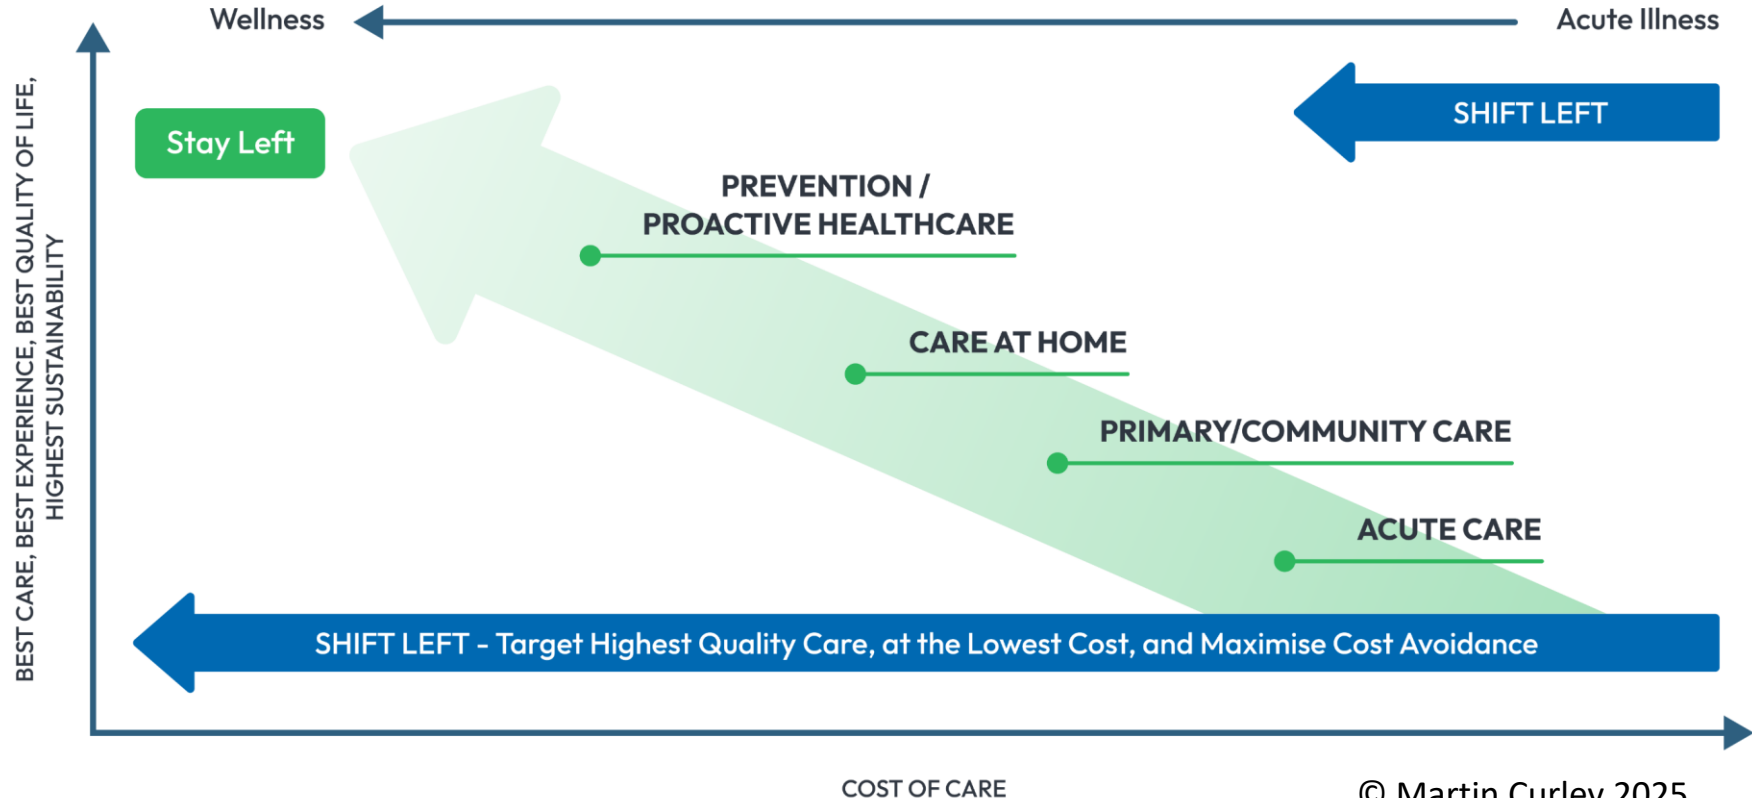 Wellness
Acute Illness
SHIFT LEFT
Stay Left
BEST CARE, BEST EXPERIENCE, BEST QUALITY OF LIFE,
HIGHEST SUSTAINABILITY
PREVENTION /
PROACTIVE HEALTHCARE
CARE AT HOME
PRIMARY/COMMUNITY CARE
ACUTE CARE
SHIFT LEFT - Target Highest Quality Care, at the Lowest Cost, and Maximise Cost Avoidance
COST OF CARE
© Martin Curley 2025